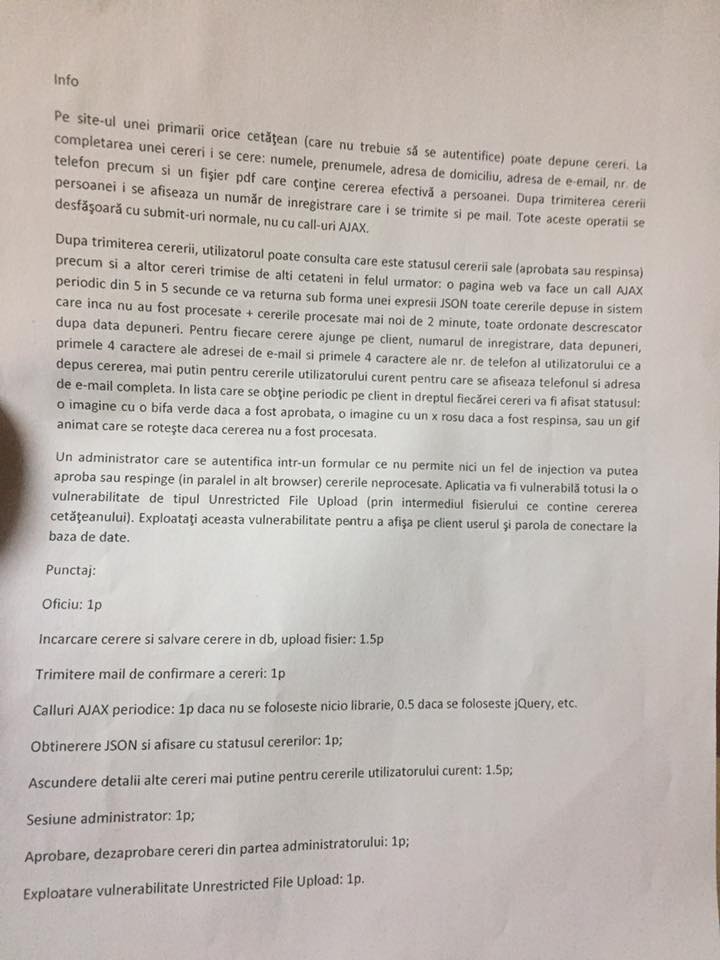 Info
Pe site-ul unei primarii orice cetăţean (care nu trebuie să se autentifice) poate depune cereri. La
completarea unei cereri i se cere: numele, prenumele, adresa de domiciliu, adresa de e-email, nr. de
telefon precum si un fişier pdf care conţine cererea efectivă a persoanei. Dupa trimiterea cererii
persoanei i se afiseaza un număr de inregistrare care i se trimite si pe mail. Tote aceste operatii se
desfăşoară cu submit-uri normale, nu cu call-uri AJAX.
Dupa trimiterea cererii, utilizatorul poate consulta care este statusul cererii sale (aprobata sau respinsa)
precum si a altor cereri trimise de alti cetateni in felul urmator: o pagina web va face un call AJAX
periodic din 5 in 5 secunde ce va returna sub forma unei expresii JSON toate cererile depuse in sistem
care inca nu au fost procesate + cererile procesate mai noi de 2 minute, toate ordonate descrescator
dupa data depuneri. Pentru fiecare cerere ajunge pe client, numarul de inregistrare, data depuneri,
primele 4 caractere ale adresei de e-mail si primele 4 caractere ale nr. de telefon al utilizatorului ce a
depus cererea, mai putin pentru cererile utilizatorului curent pentru care se afiseaza telefonul si adresa
de e-mail completa. In lista care se obţine periodic pe client in dreptul fiecărei cereri va fi afisat statusul:
o imagine cu o bifa verde daca a fost aprobata, o imagine cu un x rosu daca a fost respinsa, sau un gif
animat care se roteşte daca cererea nu a fost procesata.
Un administrator care se autentifica intr-un formular ce nu permite nici un fel de injection va putea
aproba sau respinge (in paralel in alt browser) cererile neprocesate. Aplicatia va fi vulnerabilă totusi la o
vulnerabilitate de tipul Unrestricted File Upload (prin intermediul fisierului ce contine cererea
cetăţeanului). Exploataţi aceasta vulnerabilitate pentru a afişa pe client userul şi parola de conectare la
baza de date.
Punctaj:
Oficiu: 1p
Incarcare cerere si salvare cerere in db, upload fisier: 1.5p
Trimitere mail de confirmare a cereri: 1p
Calluri AJAX periodice: 1p daca nu se foloseste nicio librarie, 0.5 daca se foloseste jQuery, etc.
Obtinerere JSON si afisare cu statusul cererilor: 1p;
Ascundere detalii alte cereri mai putine pentru cererile utilizatorului curent: 1.5p;
Sesiune administrator: 1p;
Aprobare, dezaprobare cereri din partea administratorului: 1p;
Exploatare vulnerabilitate Unrestricted File Upload: 1p.